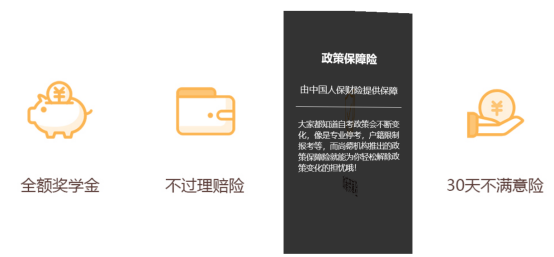 全额奖学金
不过理赔险
政策保障险
由中国人保财险提供保障
大家都知道自考政策会不断变
化，像是专业停考，户籍限制
报考等，而尚德机构推出的政
策保障险就能为你轻松解除政
策变化的担忧哦！
30天不满意险